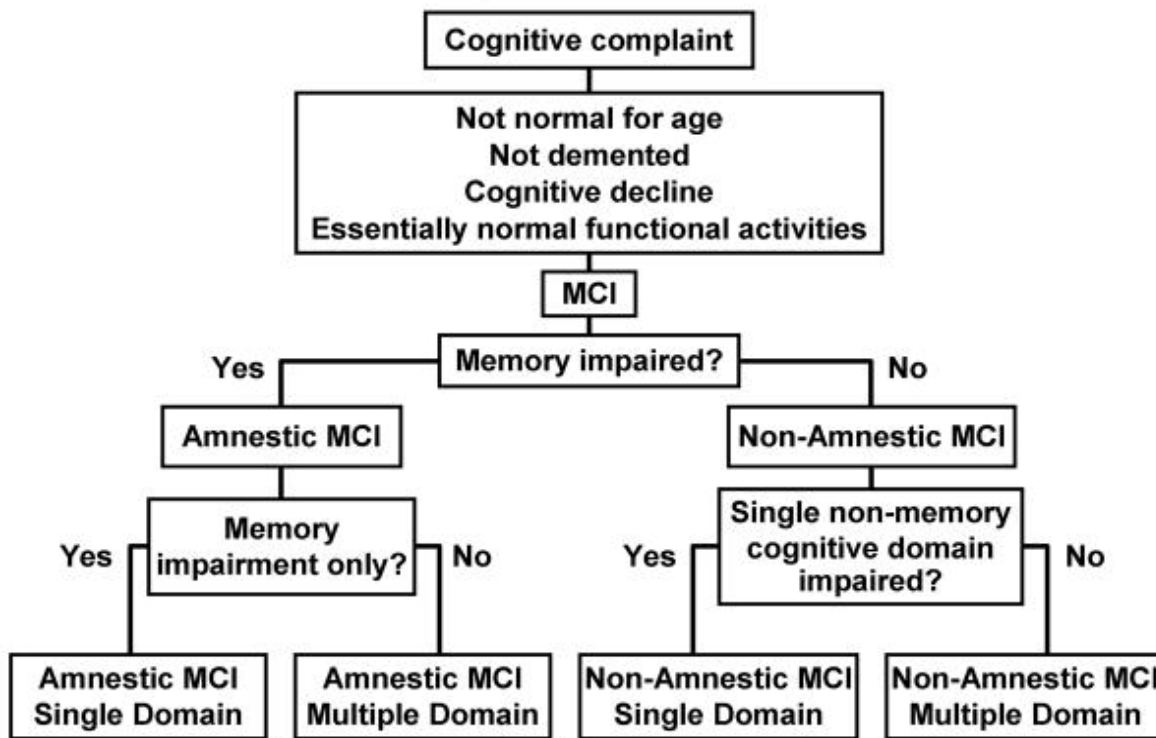 Cognitive complaint
Not normal for age
Not demented
Cognitive decline
Essentially normal functional activities
MCI
Memory impaired?
Yes
No
Amnestic MCI
Non-Amnestic MCI
Memory
impairment only?
Yes
No
Single non-memory
cognitive domain
impaired?
Yes
No
Amnestic MCI
Single Domain
Amnestic MCI
Multiple Domain
Non-Amnestic MCI
Single Domain
Non-Amnestic MCI
Multiple Domain